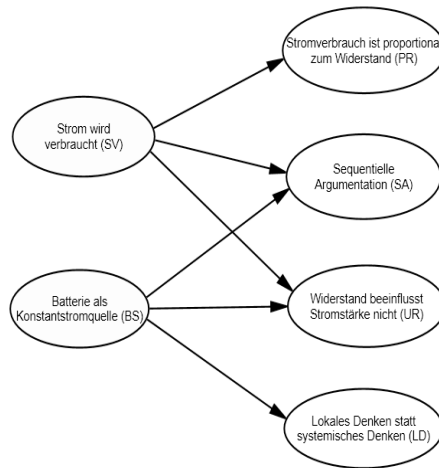 Stromverbrauch ist proportiona
zum Widerstand (PR)
Strom wird
verbraucht (SV)
Sequentielle
Argumentation (SA)
Batterie als
Konstantstromquelle (BS)
Widerstand beeinflusst
Stromstärke nicht (UR)
Lokales Denken statt
systemisches Denken (LD)